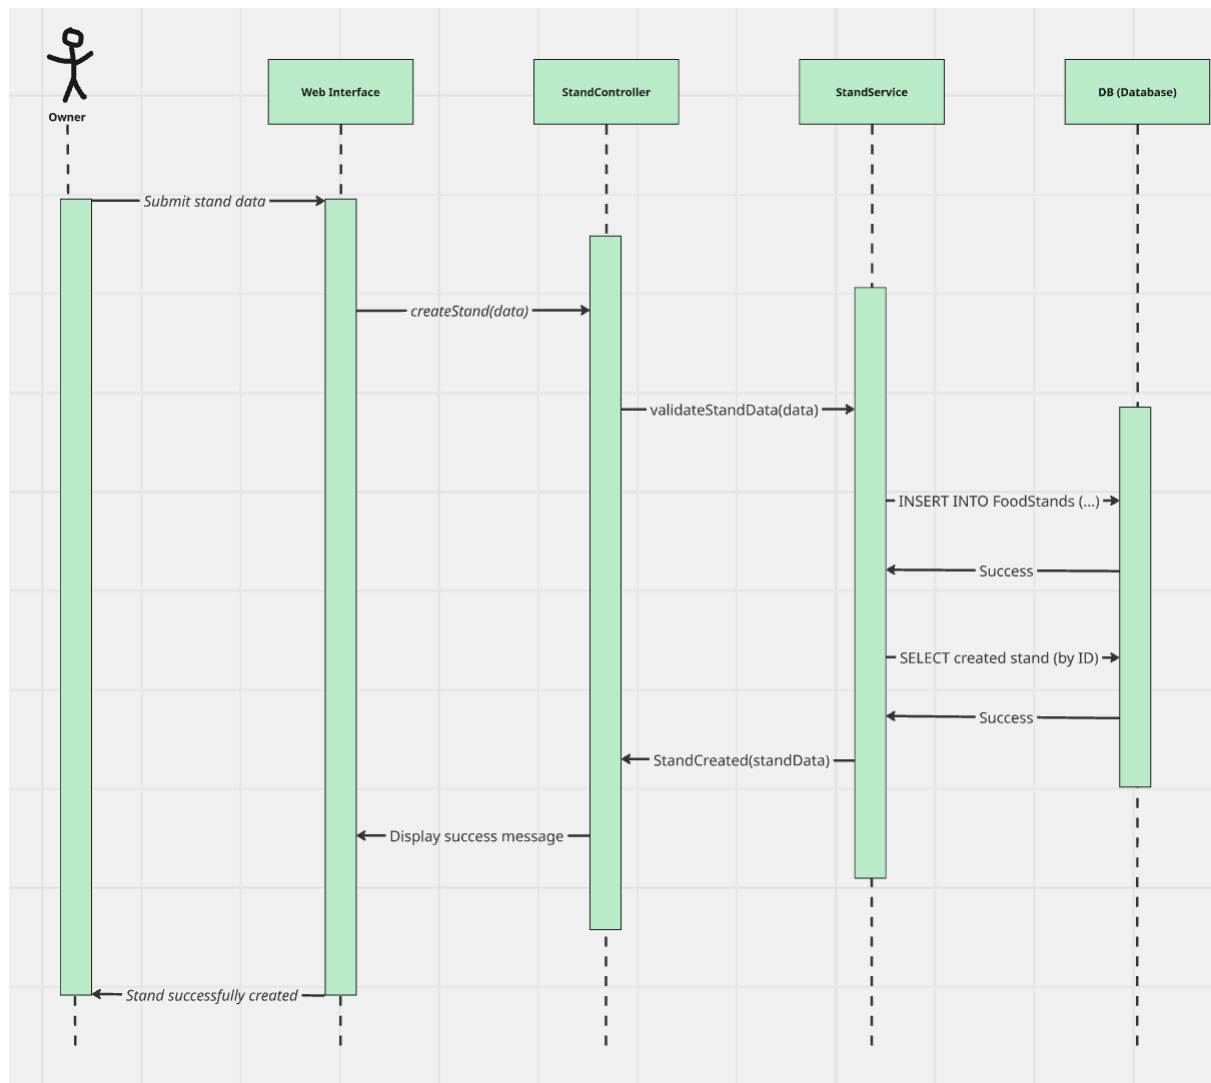 Owner
Web Interface
StandController
StandService
DB (Database)
Submit stand data
createStand(data)
validateStandData(data)
INSERT INTO FoodStands (...)
Success
SELECT created stand (by ID)
Success
StandCreated(standData)
Display success message
Stand successfully created